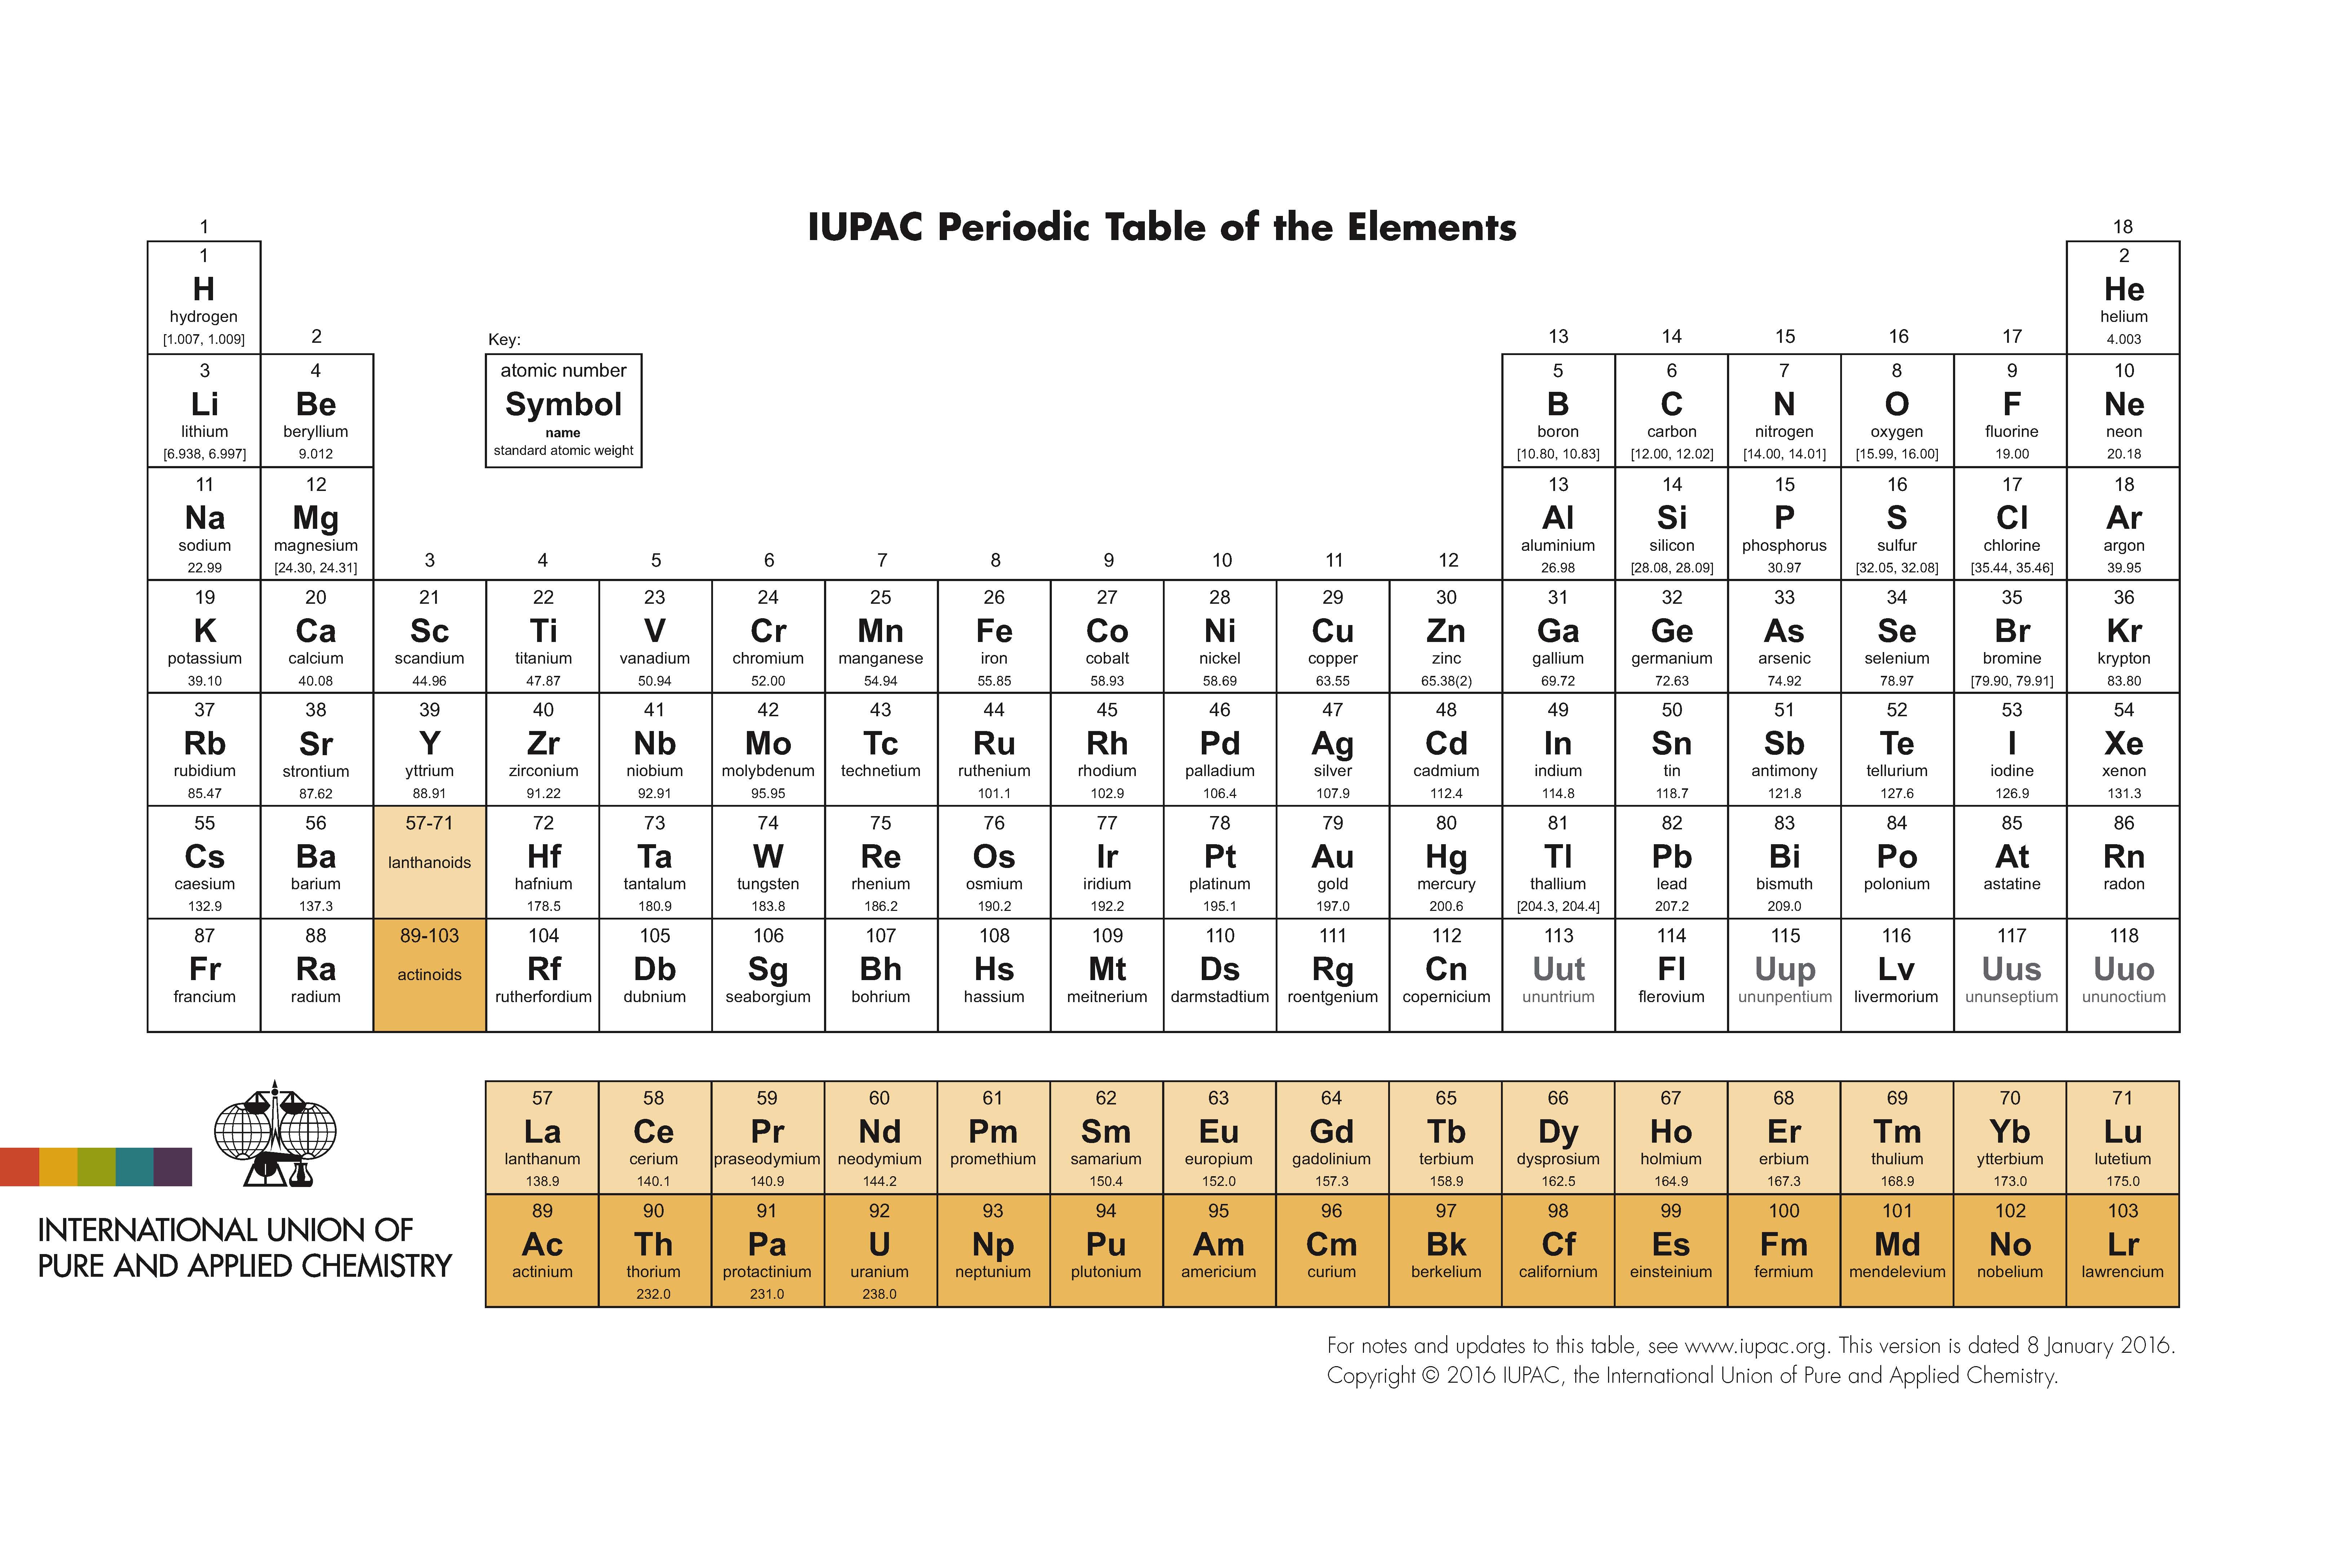 IUPAC Periodic Table of the Elements
1 18
1 2
H He
hydrogen helium
[1.007, 1.009] 2 Key: 13 14 15 16 17 4.003
3 4 atomic number 5 6 7 8 9 10
Li Be Symbol B C N O F Ne
lithium beryllium name boron carbon nitrogen oxygen fluorine neon
[6.938, 6.997] 9.012 standard atomic weight [10.80, 10.83] [12.00, 12.02] [14.00, 14.01] [15.99, 16.00] 19.00 20.18
11 12 13 14 15 16 17 18
Na Mg Al Si P S Cl Ar
sodium magnesium aluminium silicon phosphorus sulfur chlorine argon
22.99 [24.30, 24.31] 3 4 5 6 7 8 9 10 11 12 26.98 [28.08, 28.09] 30.97 [32.05, 32.08] [35.44, 35.46] 39.95
19 20 21 22 23 24 25 26 27 28 29 30 31 32 33 34 35 36
K Ca Sc Ti V Cr Mn Fe Co Ni Cu Zn Ga Ge As Se Br Kr
potassium calcium scandium titanium vanadium chromium manganese iron cobalt nickel copper zinc gallium germanium arsenic selenium bromine krypton
39.10 40.08 44.96 47.87 50.94 52.00 54.94 55.85 58.93 58.69 63.55 65.38(2) 69.72 72.63 74.92 78.97 [79.90, 79.91] 83.80
37 38 39 40 41 42 43 44 45 46 47 48 49 50 51 52 53 54
Rb Sr Y Zr Nb Mo Tc Ru Rh Pd Ag Cd In Sn Sb Te I Xe
rubidium strontium yttrium zirconium niobium molybdenum technetium ruthenium rhodium palladium silver cadmium indium tin antimony tellurium iodine xenon
85.47 87.62 88.91 91.22 92.91 95.95 101.1 102.9 106.4 107.9 112.4 114.8 118.7 121.8 127.6 126.9 131.3
55 56 57-71 72 73 74 75 76 77 78 79 80 81 82 83 84 85 86
Cs Ba lanthanoids Hf Ta W Re Os Ir Pt Au Hg Tl Pb Bi Po At Rn
caesium barium hafnium tantalum tungsten rhenium osmium iridium platinum gold mercury thallium lead bismuth polonium astatine radon
132.9 137.3 178.5 180.9 183.8 186.2 190.2 192.2 195.1 197.0 200.6 [204.3, 204.4] 207.2 209.0
87 88 89-103 104 105 106 107 108 109 110 111 112 113 114 115 116 117 118
Fr Ra actinoids Rf Db Sg Bh Hs Mt Ds Rg Cn Uut Fl Uup Lv Uus Uuo
francium radium rutherfordium dubnium seaborgium bohrium hassium meitnerium darmstadtium roentgenium copernicium ununtrium flerovium ununpentium livermorium ununseptium ununoctium
57 58 59 60 61 62 63 64 65 66 67 68 69 70 71
La Ce Pr Nd Pm Sm Eu Gd Tb Dy Ho Er Tm Yb Lu
lanthanum cerium praseodymium neodymium promethium samarium europium gadolinium terbium dysprosium holmium erbium thulium ytterbium lutetium
138.9 140.1 140.9 144.2 150.4 152.0 157.3 158.9 162.5 164.9 167.3 168.9 173.0 175.0
89 90 91 92 93 94 95 96 97 98 99 100 101 102 103
Ac Th Pa U Np Pu Am Cm Bk Cf Es Fm Md No Lr
actinium thorium protactinium uranium neptunium plutonium americium curium berkelium californium einsteinium fermium mendelevium nobelium lawrencium
232.0 231.0 238.0
INTERNATIONAL UNION OF
PURE AND APPLIED CHEMISTRY
For notes and updates to this table, see www.iupac.org. This version is dated 8 January 2016.
Copyright © 2016 IUPAC, the International Union of Pure and Applied Chemistry.